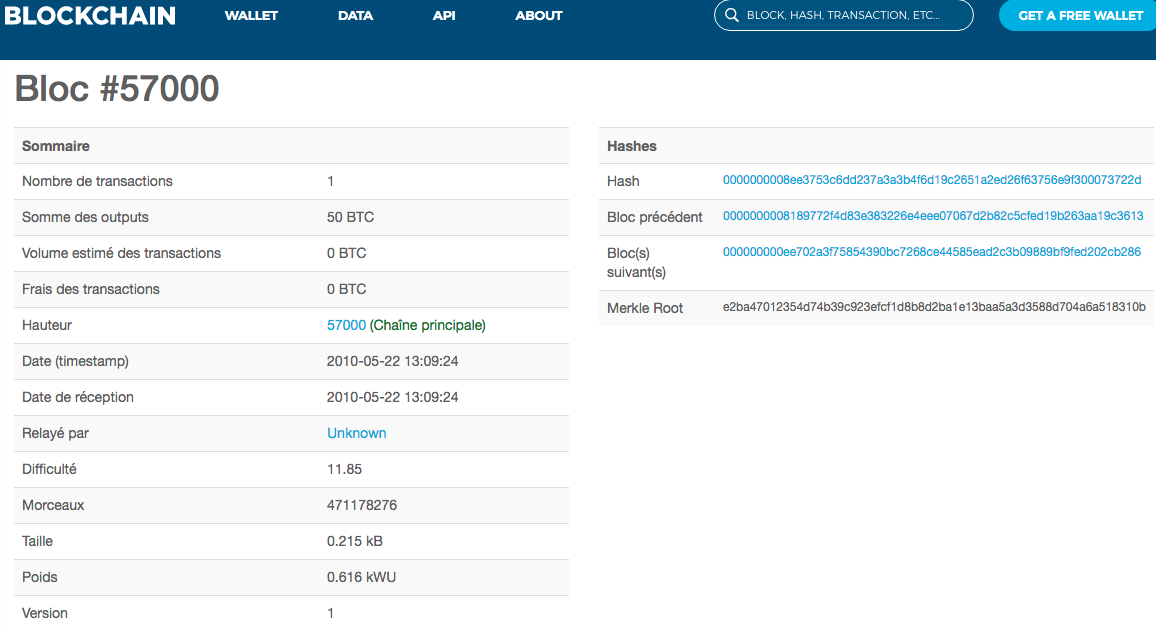 BLOCKCHAIN WALLET DATA API ABOUT BLOCK, HASH, TRANSACTION, ETC... GET A FREE WALLET
Bloc #57000
Sommaire
Nombre de transactions 1
Somme des outputs 50 BTC
Volume estimé des transactions 0 BTC
Frais des transactions 0 BTC
Hauteur 57000 (Chaîne principale)
Date (timestamp) 2010-05-22 13:09:24
Date de réception 2010-05-22 13:09:24
Relayé par Unknown
Difficulté 11.85
Morceaux 471178276
Taille 0.215 kB
Poids 0.616 kWU
Version 1
Hashes
Hash 0000000008ee3753c6dd237a3a3b4f6d19c2651a2ed26f63756e9f300073722d
Bloc précédent 0000000008189772f4d83e383226e4eee07067d2b82c5cfed19b263aa19c3613
Bloc(s) 000000000ee702a3f75854390bc7268ce44585ead2c3b09889bf9fed202cb286
suivant(s)
Merkle Root e2ba47012354d74b39c923efcf1d8b8d2ba1e13baa5a3d3588d704a6a518310b